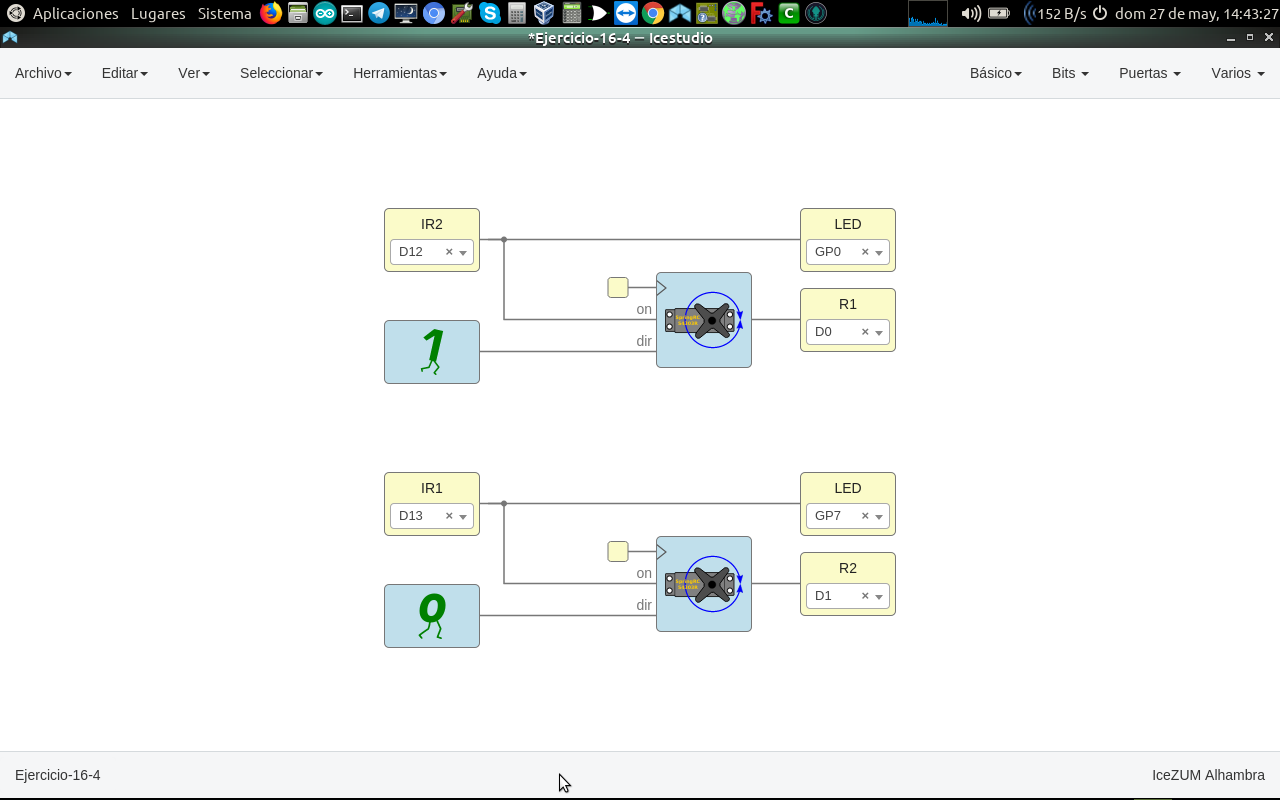 Aplicaciones Lugares Sistema 152 B/s dom 27 de may, 14:43:27
*Ejercicio-16-4 — Icestudio
Archivo Editar Ver Seleccionar Herramientas Ayuda Básico Bits Puertas Varios
IR2
D12
LED
GP0
on
dir
R1
D0
1
IR1
D13
LED
GP7
on
dir
R2
D1
0
Ejercicio-16-4 IceZUM Alhambra